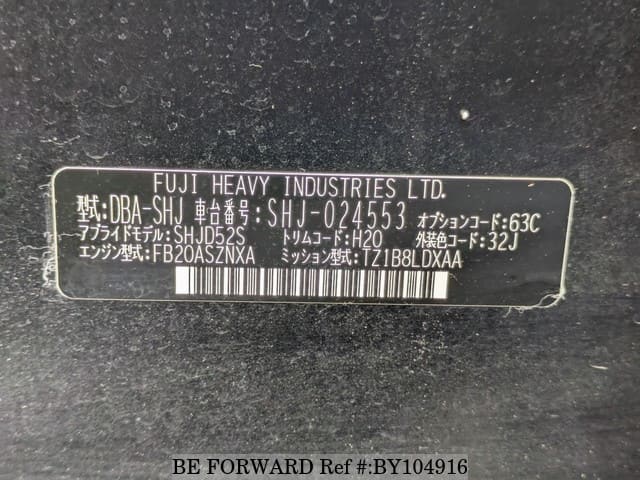 FUJI HEAVY INDUSTRIES LTD.
型式:DBA-SHJ 車台番号:SHJ-024553 オプションコード:63C
アプライドモデル:SHJD52S トリムコード:H20 外装色コード:32J
エンジン型式:FB20ASZNXA ミッション型式:TZ1B8LDXAA
BE FORWARD Ref #:BY104916